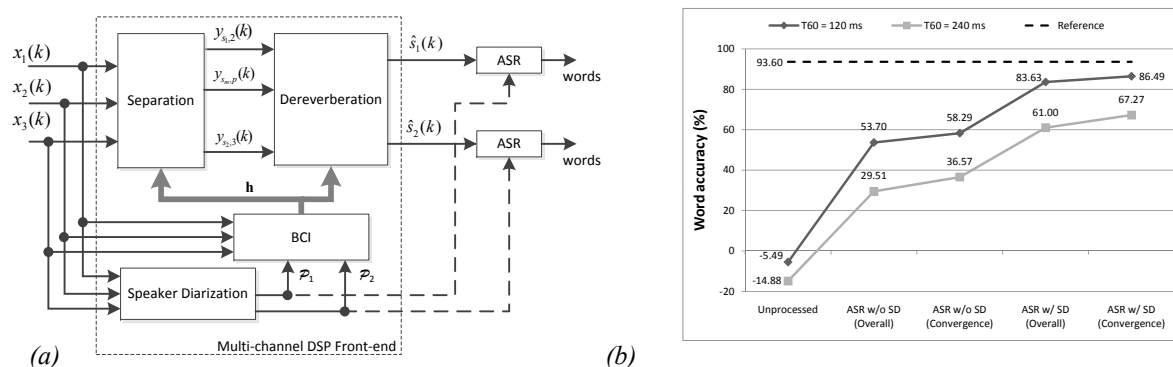 x₁(k)
x₂(k)
x₃(k)
Separation
y_{s₁,2}(k)
y_{s_m,p}(k)
y_{s₂,3}(k)
Dereverberation
ŝ₁(k)
ŝ₂(k)
ASR
words
ASR
words
h
BCI
𝒫₁
𝒫₂
Speaker Diarization
Multi-channel DSP Front-end
(a)
(b)
T60 = 120 ms
T60 = 240 ms
Reference
Word accuracy (%)
100
80
60
40
20
0
-20
93.60
-5.49
-14.88
53.70
29.51
58.29
36.57
83.63
61.00
86.49
67.27
Unprocessed
ASR w/o SD
(Overall)
ASR w/o SD
(Convergence)
ASR w/ SD
(Overall)
ASR w/ SD
(Convergence)